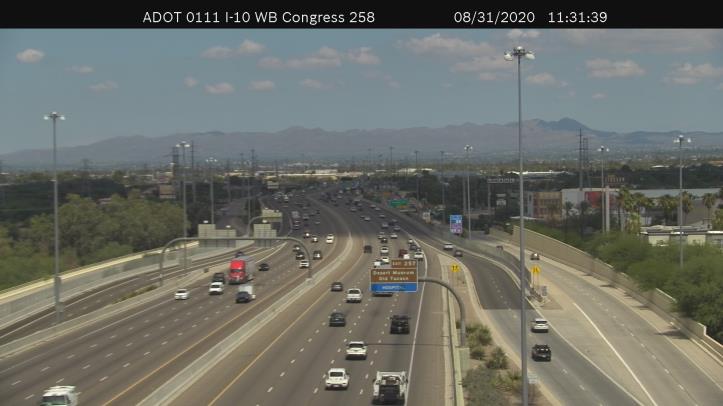 ADOT 0111 I-10 WB Congress 258 08/31/2020 11:31:39
EXIT 257
Desert Museum
Old Tucson
HOSPITAL